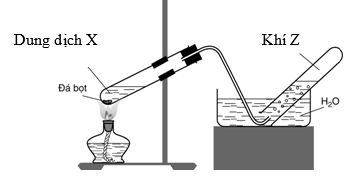 Dung dịch X
Khí Z
Đá bọt
H₂O